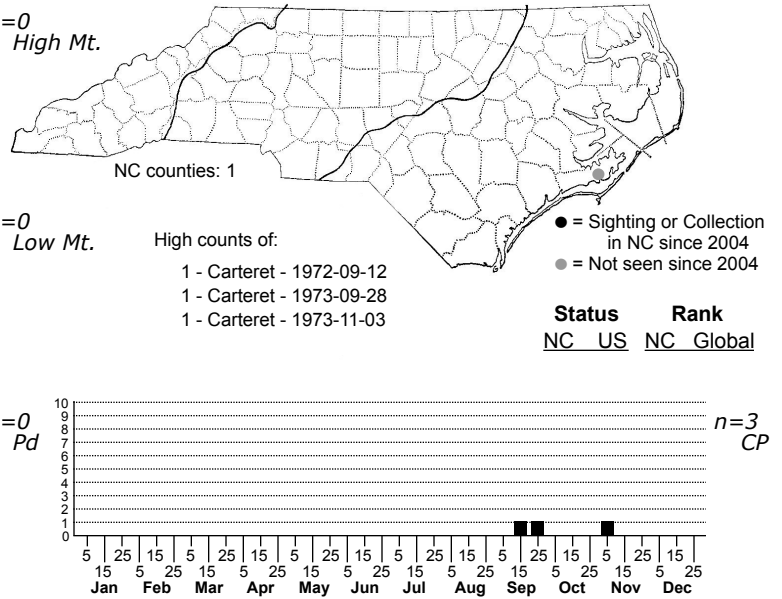 =0
High Mt.
NC counties: 1
=0
Low Mt.
High counts of:
1 - Carteret - 1972-09-12
1 - Carteret - 1973-09-28
1 - Carteret - 1973-11-03
● = Sighting or Collection
in NC since 2004
● = Not seen since 2004
Status Rank
NC US NC Global
=0
Pd
n=3
CP
10
9
8
7
6
5
4
3
2
1
0
5 25 15 5 25 15 5 25 15 5 25 15 5 25 15 5 25 15
15 5 25 15 5 25 15 5 25 15 5 25 15 5 25 15 5 25
Jan Feb Mar Apr May Jun Jul Aug Sep Oct Nov Dec